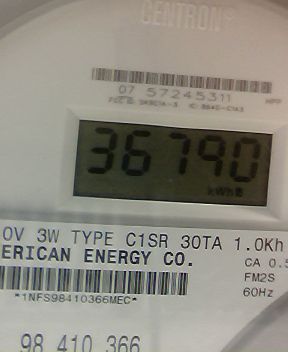 CENTRON®
07 57245311
36790
kWh
0V 3W TYPE C1SR 30TA 1.0Kh
ERICAN ENERGY CO.
CA 0.5
FM2S
*1NFS98410366MEC*
60Hz
98 410 366